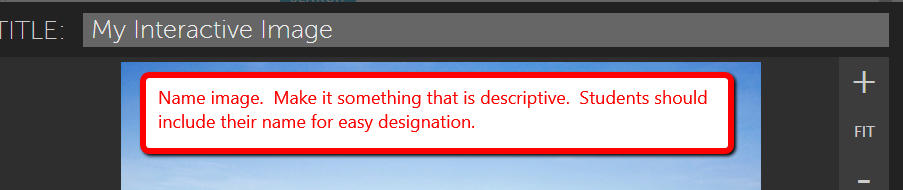 TITLE: My Interactive Image
+
Name image. Make it something that is descriptive. Students should
include their name for easy designation.
FIT
-